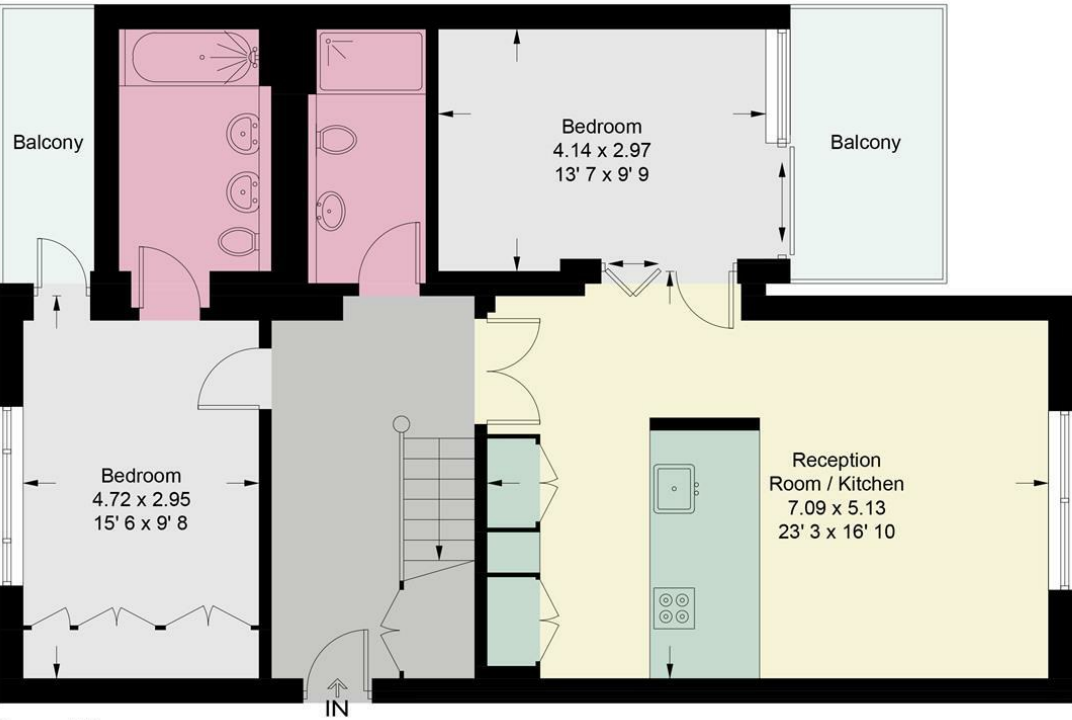 Balcony
Bedroom
4.14 x 2.97
13' 7 x 9' 9
Balcony
Bedroom
4.72 x 2.95
15' 6 x 9' 8
Reception
Room / Kitchen
7.09 x 5.13
23' 3 x 16' 10
IN